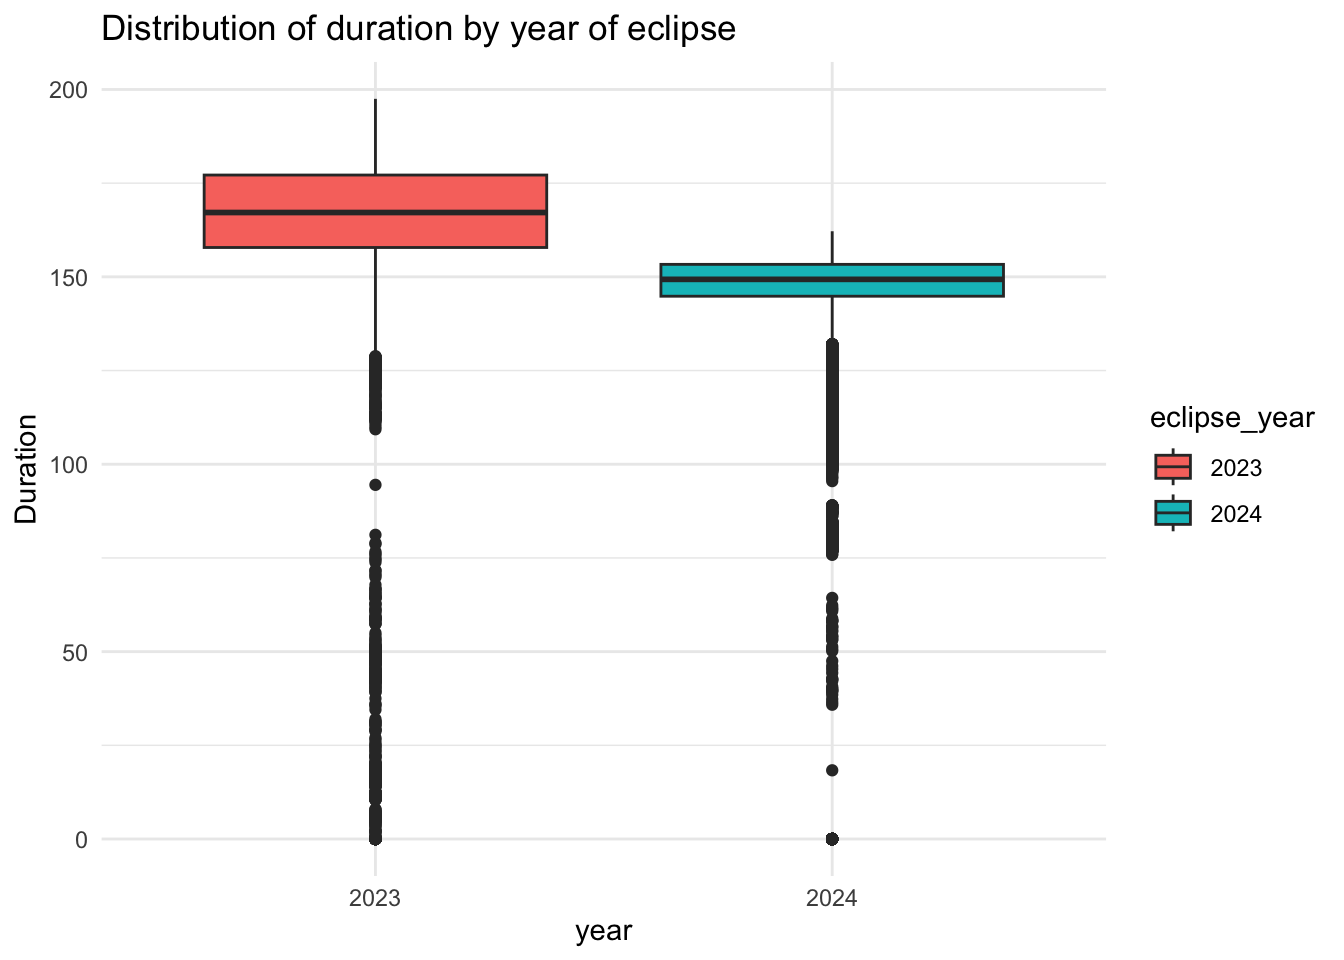 Distribution of duration by year of eclipse
200
150
100
50
0
Duration
2023
2024
year
eclipse_year
2023
2024